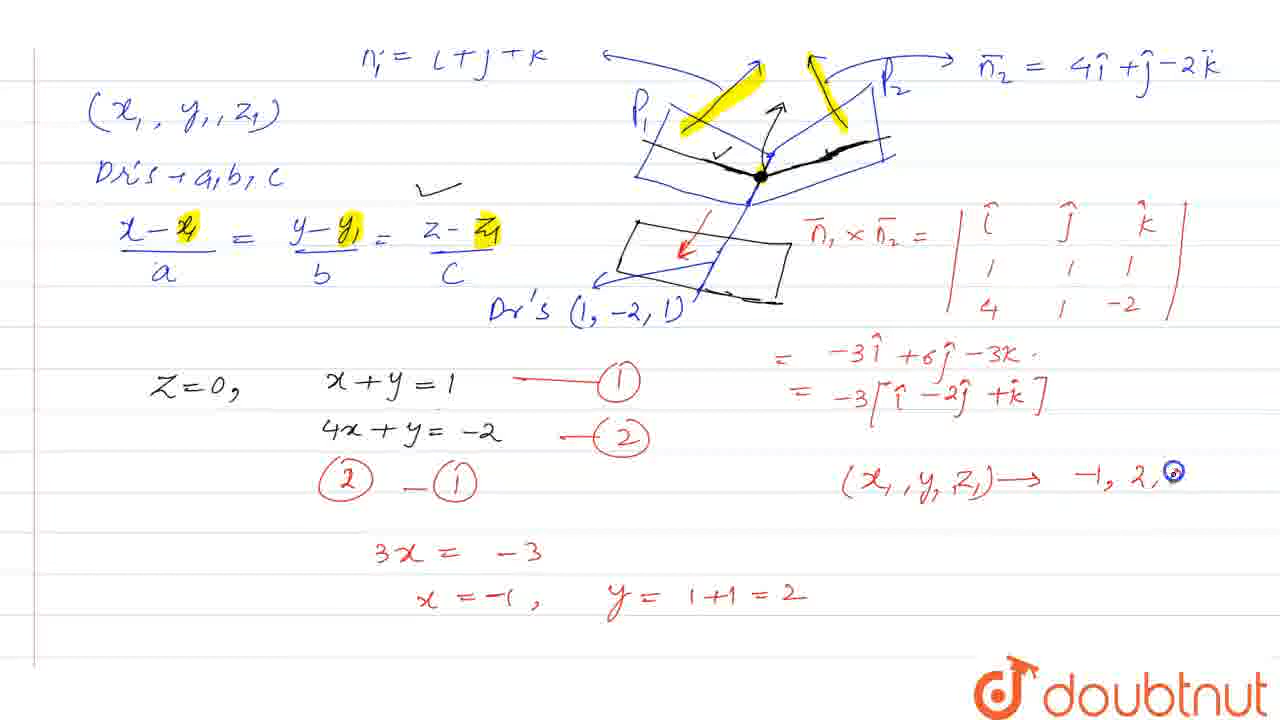 n̄₁ = î + ĵ + k̂
n̄₂ = 4î + ĵ - 2k̂
P₁
P₂
(x₁, y₁, z₁)
Dr's → a, b, c
(x - x₁)/a = (y - y₁)/b = (z - z₁)/c
Dr's (1, -2, 1)
n̄₁ × n̄₂ = | î ĵ k̂
1 1 1
4 1 -2 |
= -3î + 6ĵ - 3k.
= -3[î - 2ĵ + k̂]
z = 0, x + y = 1 — ①
4x + y = -2 — ②
② - ①
(x₁, y₁, z₁) → -1, 2,
3x = -3
x = -1, y = 1 + 1 = 2
doubtnut